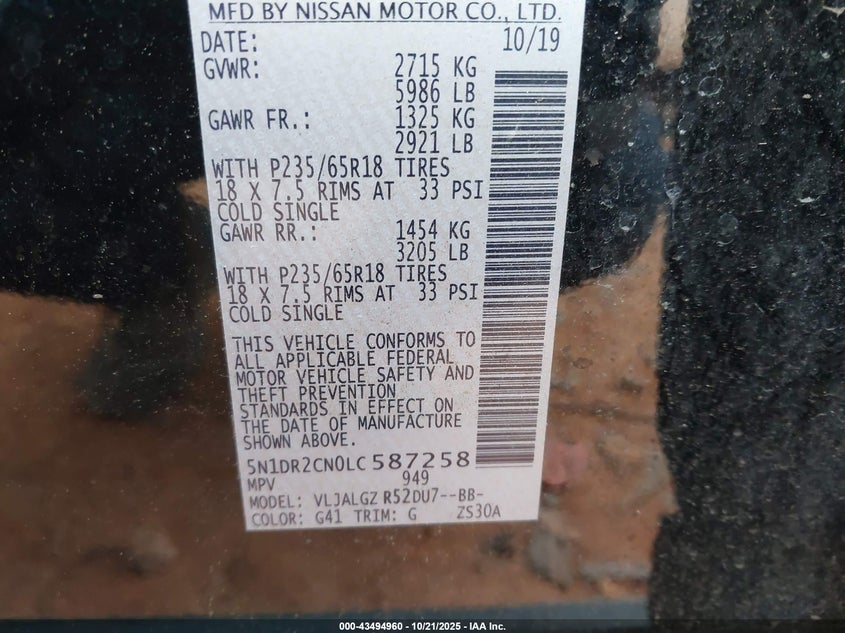 MFD BY NISSAN MOTOR CO., LTD.
DATE: 10/19
GVWR: 2715 KG
5986 LB
GAWR FR.: 1325 KG
2921 LB
WITH P235/65R18 TIRES
18 X 7.5 RIMS AT 33 PSI
COLD SINGLE
GAWR RR.: 1454 KG
3205 LB
WITH P235/65R18 TIRES
18 X 7.5 RIMS AT 33 PSI
COLD SINGLE
THIS VEHICLE CONFORMS TO
ALL APPLICABLE FEDERAL
MOTOR VEHICLE SAFETY AND
THEFT PREVENTION
STANDARDS IN EFFECT ON
THE DATE OF MANUFACTURE
SHOWN ABOVE.
5N1DR2CN0LC587258
MPV 949
MODEL: VLJALGZ R52DU7--BB-
COLOR: G41 TRIM: G ZS30A
000-43494960 - 10/21/2025 - IAA Inc.